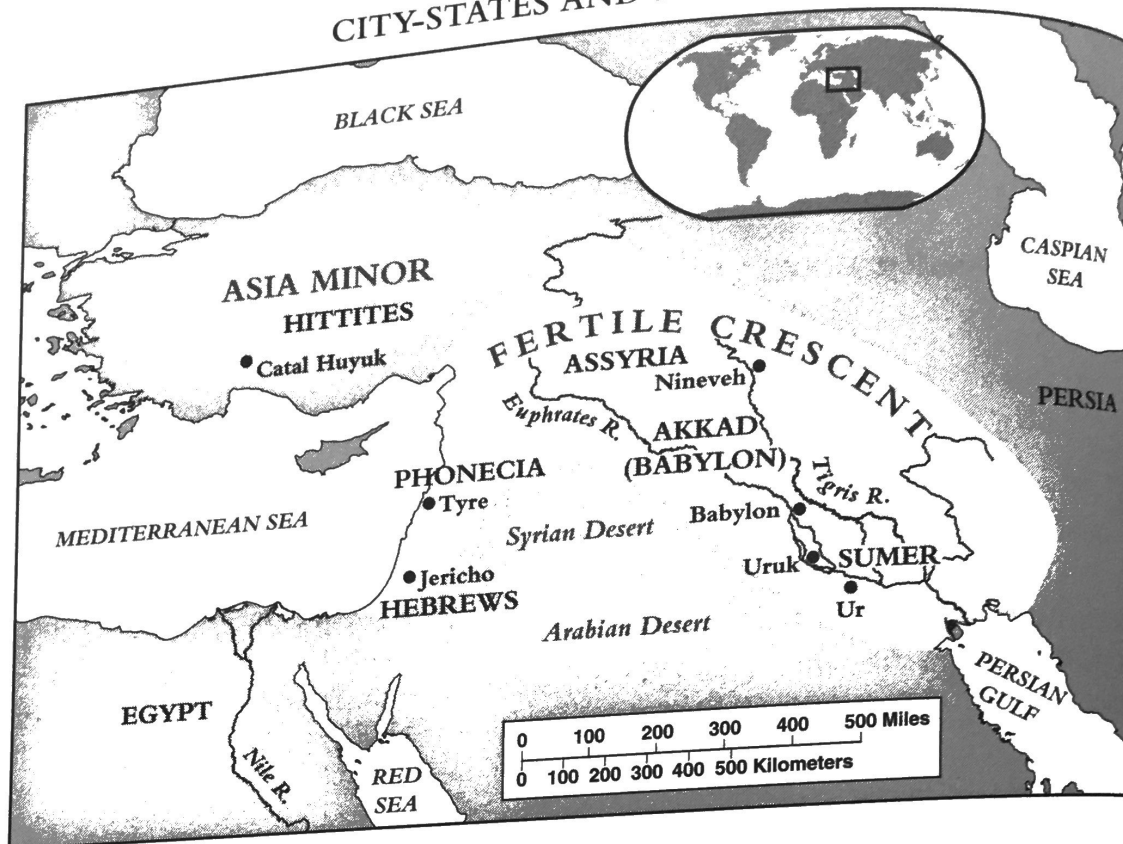 CITY-STATES AND
BLACK SEA
CASPIAN
SEA
ASIA MINOR
HITTITES
Catal Huyuk
FERTILE CRESCENT
ASSYRIA
Nineveh
PERSIA
Euphrates R.
AKKAD
(BABYLON)
Tigris R.
PHONECIA
Tyre
MEDITERRANEAN SEA
Syrian Desert
Babylon
Uruk
SUMER
Ur
Jericho
HEBREWS
Arabian Desert
PERSIAN
GULF
EGYPT
Nile R.
RED
SEA
0 100 200 300 400 500 Miles
0 100 200 300 400 500 Kilometers